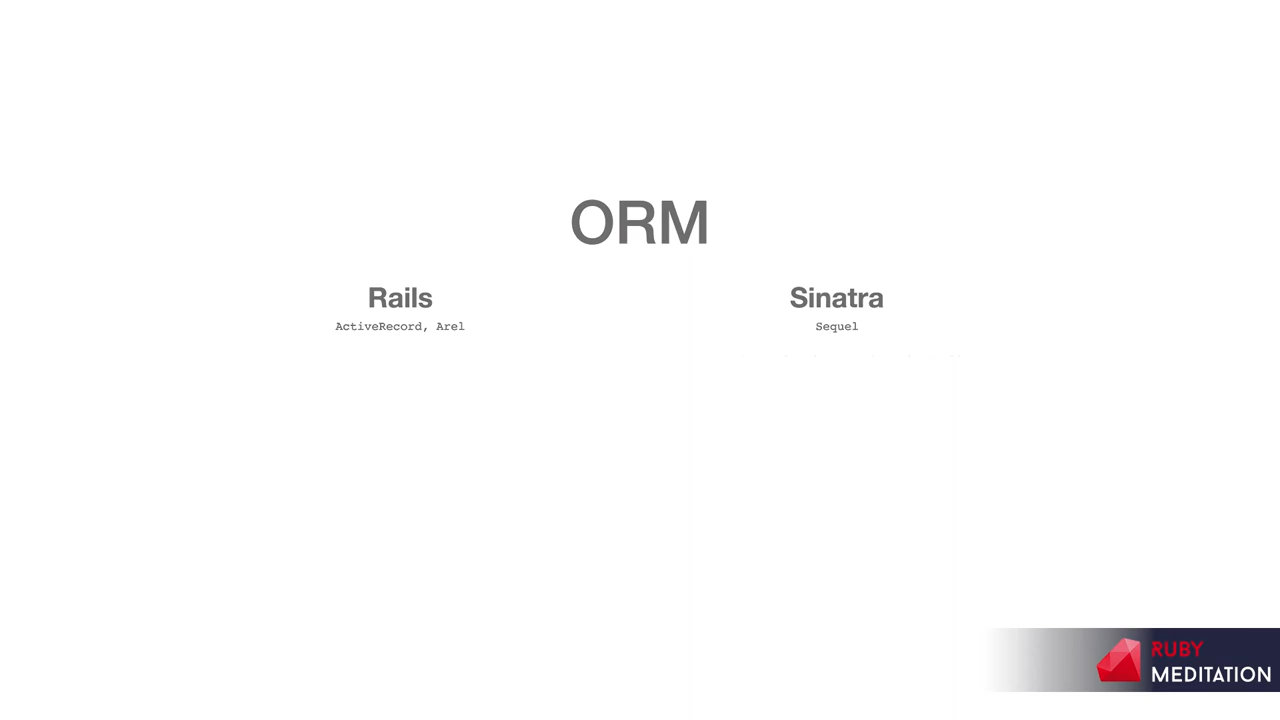 ORM
Rails
Sinatra
ActiveRecord, Arel
Sequel
RUBY
MEDITATION